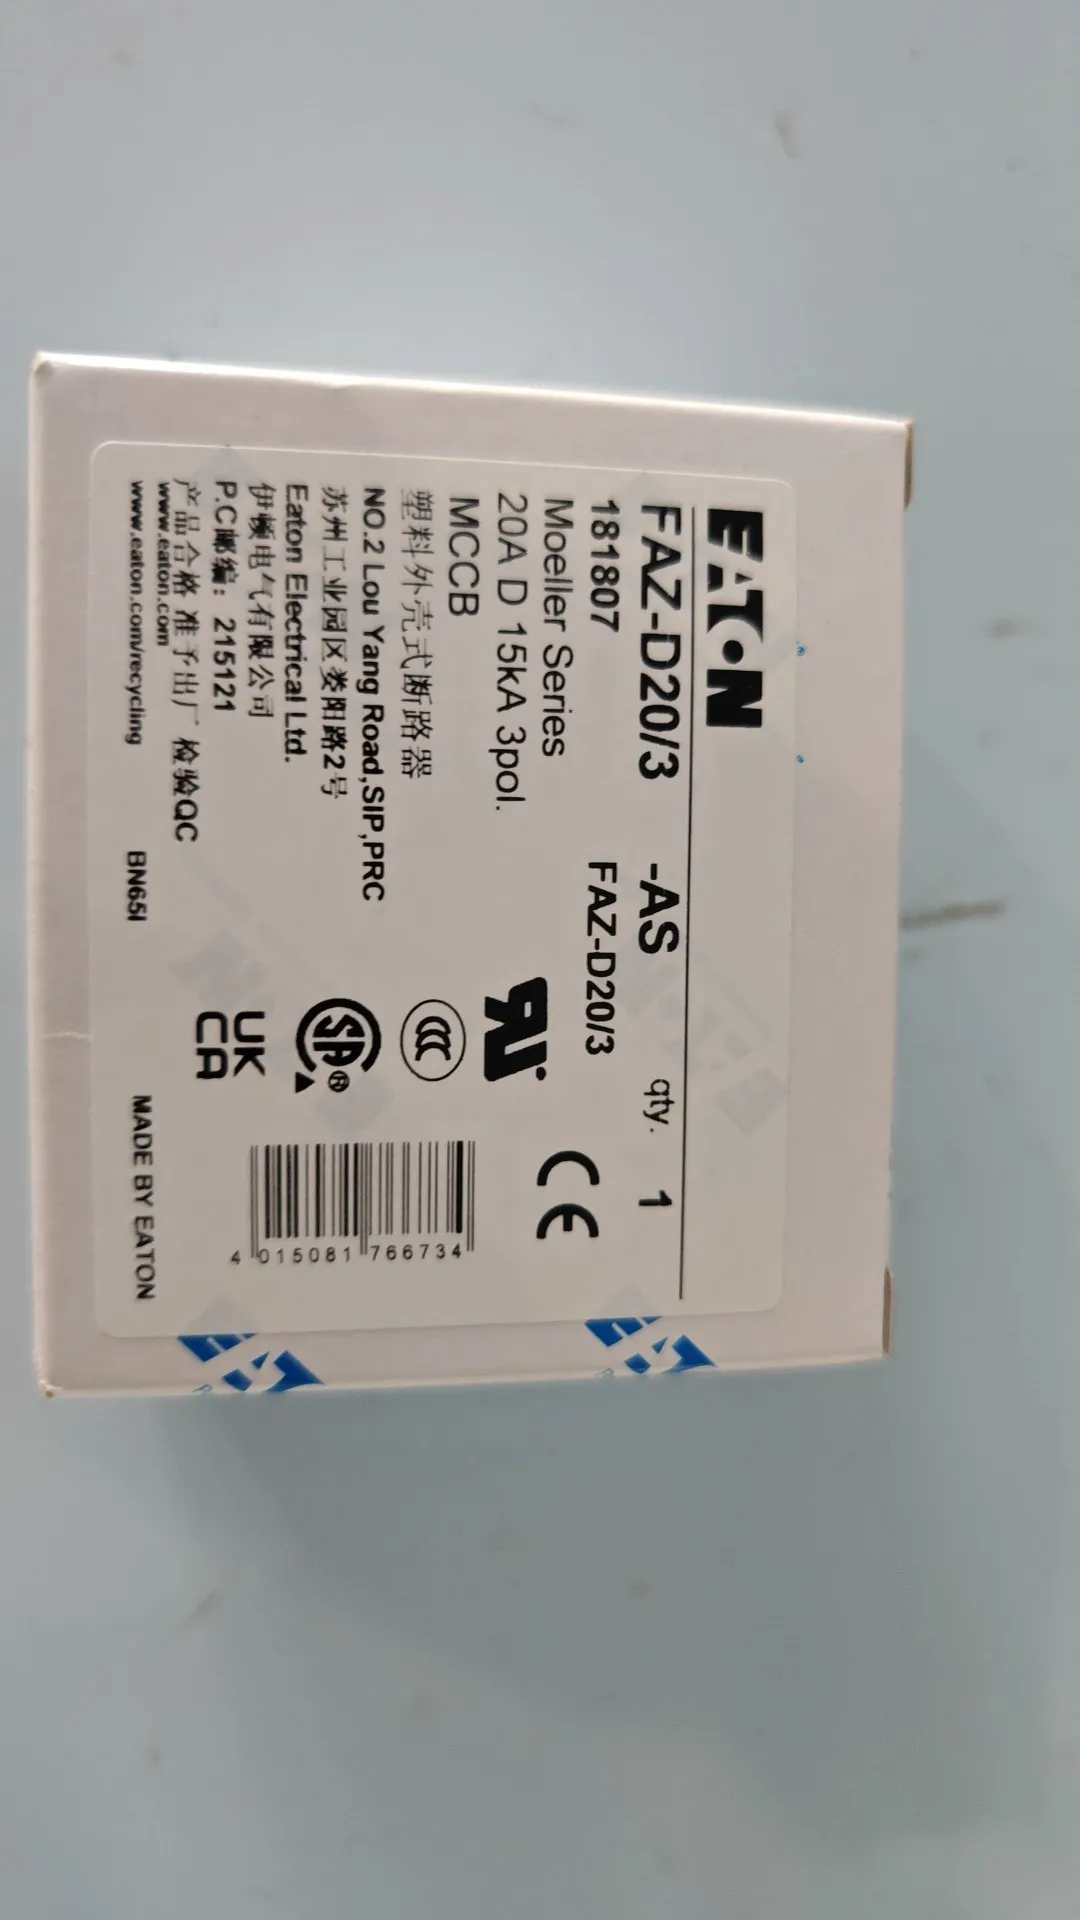 EATON
FAZ-D20/3 -AS qty. 1
181807 FAZ-D20/3
Moeller Series
20A D 15kA 3pol.
MCCB
塑料外壳式断路器
NO.2 Lou Yang Road,SIP,PRC
苏州工业园区娄阳路2号
Eaton Electrical Ltd.
伊顿电气有限公司
P.C邮编: 215121
产品合格 准予出厂 检验QC
www.eaton.com
www.eaton.com/recycling
BN65I
MADE BY EATON
CE
CCC
SA®
UK
CA
4 015081 766734